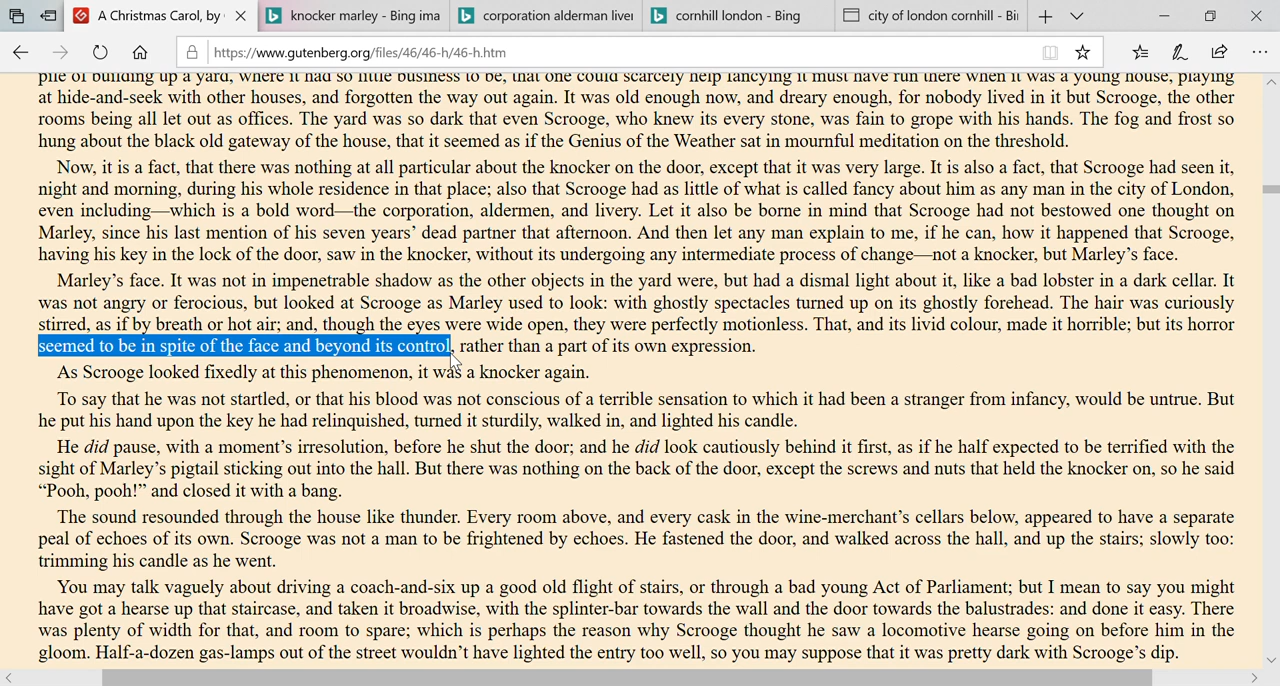 A Christmas Carol, by
knocker marley - Bing ima
corporation alderman liver
cornhill london - Bing
city of london cornhill - Bi
https://www.gutenberg.org/files/46/46-h/46-h.htm
pile of building up a yard, where it had so little business to be, that one could scarcely help fancying it must have run there when it was a young house, playing
at hide-and-seek with other houses, and forgotten the way out again. It was old enough now, and dreary enough, for nobody lived in it but Scrooge, the other
rooms being all let out as offices. The yard was so dark that even Scrooge, who knew its every stone, was fain to grope with his hands. The fog and frost so
hung about the black old gateway of the house, that it seemed as if the Genius of the Weather sat in mournful meditation on the threshold.
Now, it is a fact, that there was nothing at all particular about the knocker on the door, except that it was very large. It is also a fact, that Scrooge had seen it,
night and morning, during his whole residence in that place; also that Scrooge had as little of what is called fancy about him as any man in the city of London,
even including—which is a bold word—the corporation, aldermen, and livery. Let it also be borne in mind that Scrooge had not bestowed one thought on
Marley, since his last mention of his seven years’ dead partner that afternoon. And then let any man explain to me, if he can, how it happened that Scrooge,
having his key in the lock of the door, saw in the knocker, without its undergoing any intermediate process of change—not a knocker, but Marley’s face.
Marley’s face. It was not in impenetrable shadow as the other objects in the yard were, but had a dismal light about it, like a bad lobster in a dark cellar. It
was not angry or ferocious, but looked at Scrooge as Marley used to look: with ghostly spectacles turned up on its ghostly forehead. The hair was curiously
stirred, as if by breath or hot air; and, though the eyes were wide open, they were perfectly motionless. That, and its livid colour, made it horrible; but its horror
seemed to be in spite of the face and beyond its control, rather than a part of its own expression.
As Scrooge looked fixedly at this phenomenon, it was a knocker again.
To say that he was not startled, or that his blood was not conscious of a terrible sensation to which it had been a stranger from infancy, would be untrue. But
he put his hand upon the key he had relinquished, turned it sturdily, walked in, and lighted his candle.
He did pause, with a moment’s irresolution, before he shut the door; and he did look cautiously behind it first, as if he half expected to be terrified with the
sight of Marley’s pigtail sticking out into the hall. But there was nothing on the back of the door, except the screws and nuts that held the knocker on, so he said
“Pooh, pooh!” and closed it with a bang.
The sound resounded through the house like thunder. Every room above, and every cask in the wine-merchant’s cellars below, appeared to have a separate
peal of echoes of its own. Scrooge was not a man to be frightened by echoes. He fastened the door, and walked across the hall, and up the stairs; slowly too:
trimming his candle as he went.
You may talk vaguely about driving a coach-and-six up a good old flight of stairs, or through a bad young Act of Parliament; but I mean to say you might
have got a hearse up that staircase, and taken it broadwise, with the splinter-bar towards the wall and the door towards the balustrades: and done it easy. There
was plenty of width for that, and room to spare; which is perhaps the reason why Scrooge thought he saw a locomotive hearse going on before him in the
gloom. Half-a-dozen gas-lamps out of the street wouldn’t have lighted the entry too well, so you may suppose that it was pretty dark with Scrooge’s dip.